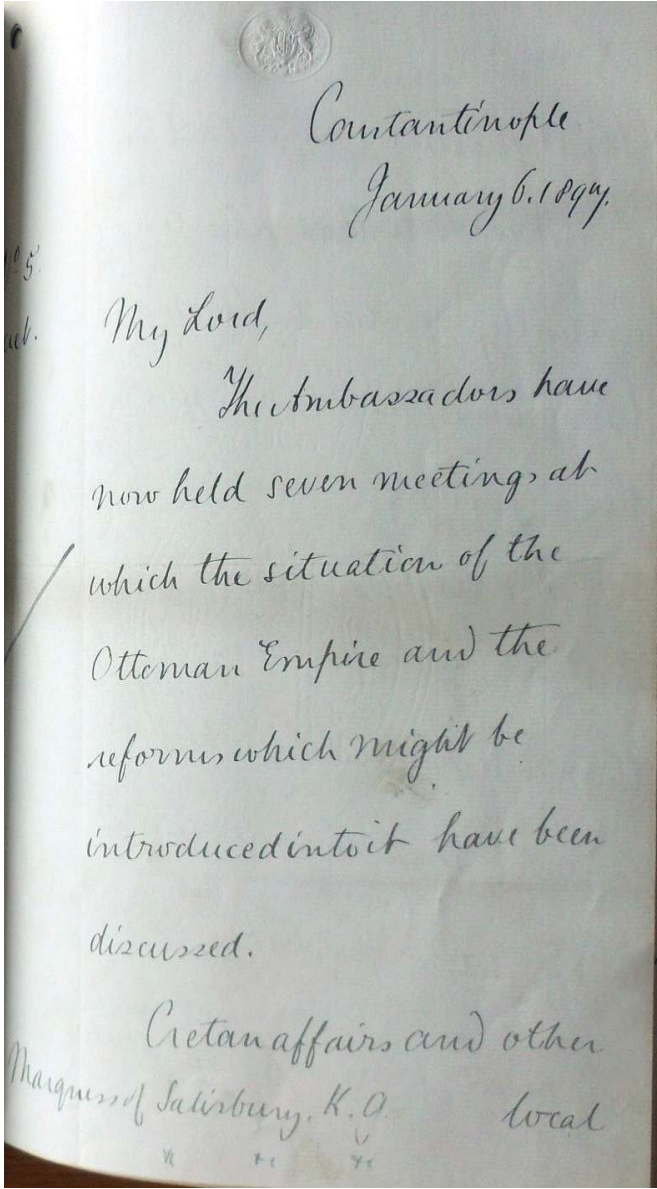 Constantinople
January 6. 1897.
5.
My Lord,
The Ambassadors have
now held seven meetings at
which the situation of the
Ottoman Empire and the
reforms which might be
introduced into it have been
discussed.
Cretan affairs and other
Marquess of Salisbury. K.G.
local